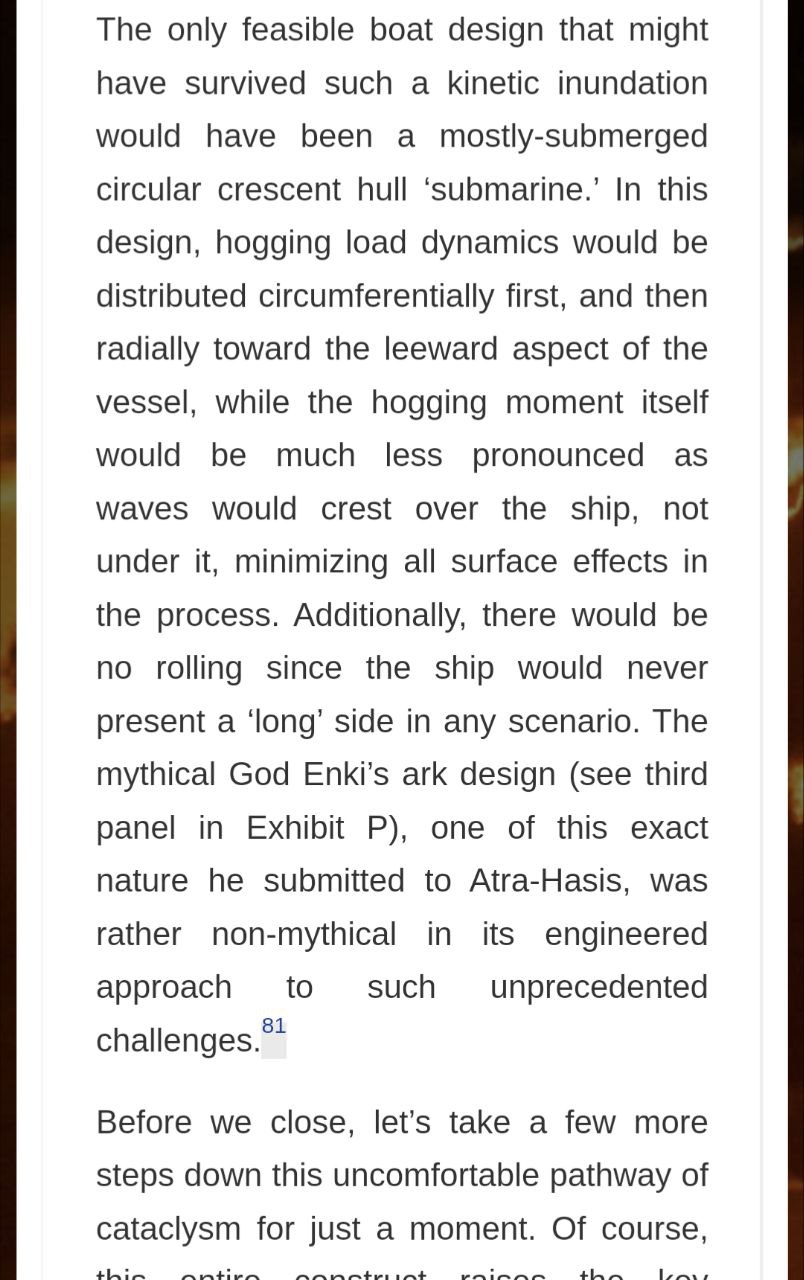 The only feasible boat design that might
have survived such a kinetic inundation
would have been a mostly-submerged
circular crescent hull ‘submarine.’ In this
design, hogging load dynamics would be
distributed circumferentially first, and then
radially toward the leeward aspect of the
vessel, while the hogging moment itself
would be much less pronounced as
waves would crest over the ship, not
under it, minimizing all surface effects in
the process. Additionally, there would be
no rolling since the ship would never
present a ‘long’ side in any scenario. The
mythical God Enki’s ark design (see third
panel in Exhibit P), one of this exact
nature he submitted to Atra-Hasis, was
rather non-mythical in its engineered
approach to such unprecedented
challenges.81
Before we close, let’s take a few more
steps down this uncomfortable pathway of
cataclysm for just a moment. Of course,
this entire construct raises the key